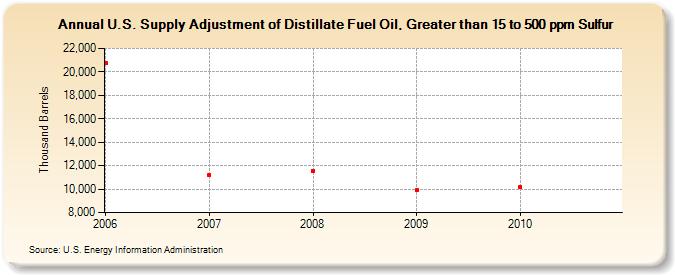 Annual U.S. Supply Adjustment of Distillate Fuel Oil, Greater than 15 to 500 ppm Sulfur
Thousand Barrels
22,000
20,000
18,000
16,000
14,000
12,000
10,000
8,000
2006 2007 2008 2009 2010
Source: U.S. Energy Information Administration